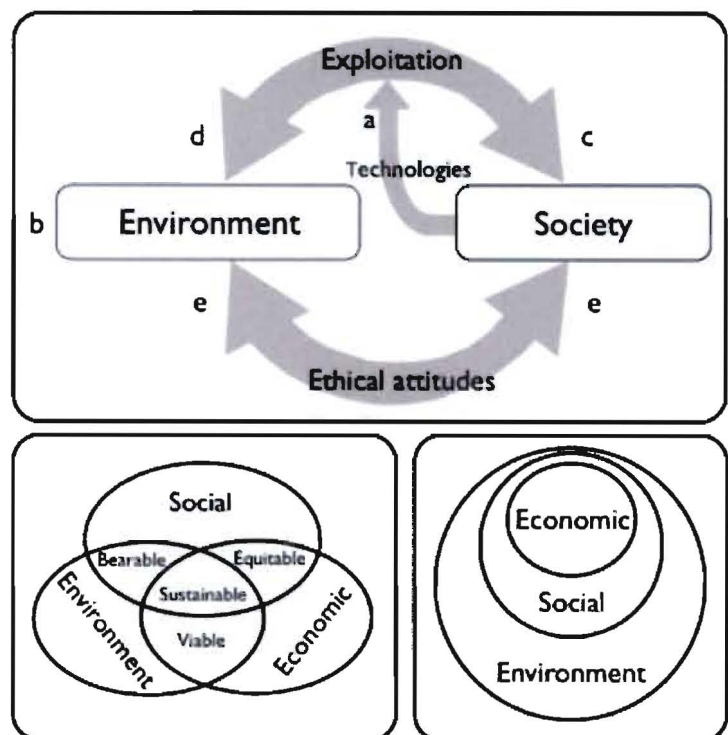 Exploitation
d
a
c
Technologies
b
Environment
Society
e
e
Ethical attitudes
Social
Bearable
Equitable
Sustainable
Environment
Economic
Viable
Economic
Social
Environment